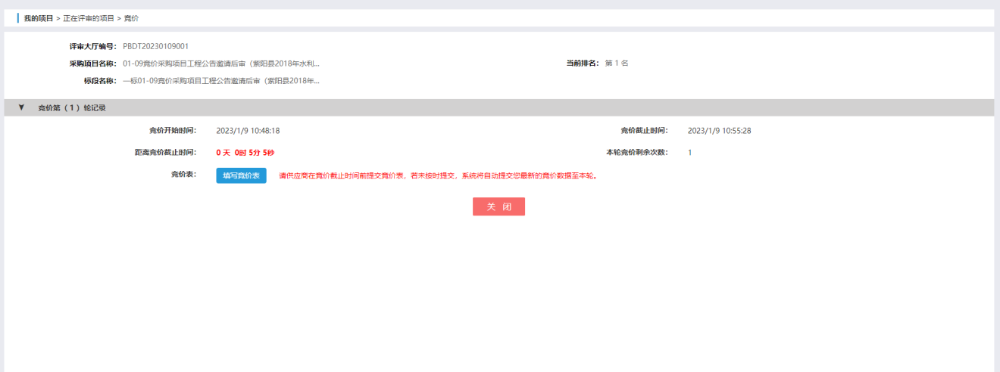 我的项目 > 正在评审的项目 > 竞价
评审大厅编号： PBDT20230109001
采购项目名称： 01-09竞价采购项目工程公告邀请后审（紫阳县2018年水利... 当前排名： 第 1 名
标段名称： 一标01-09竞价采购项目工程公告邀请后审（紫阳县2018年...
▼ 竞价第（ 1 ）轮记录
竞价开始时间： 2023/1/9 10:48:18 竞价截止时间： 2023/1/9 10:55:28
距离竞价截止时间： 0 天 0时 5分 5秒 本轮竞价剩余次数： 1
竞价表： 填写竞价表 请供应商在竞价截止时间前提交竞价表，若未按时提交，系统将自动提交您最新的竞价数据至本轮。
关 闭